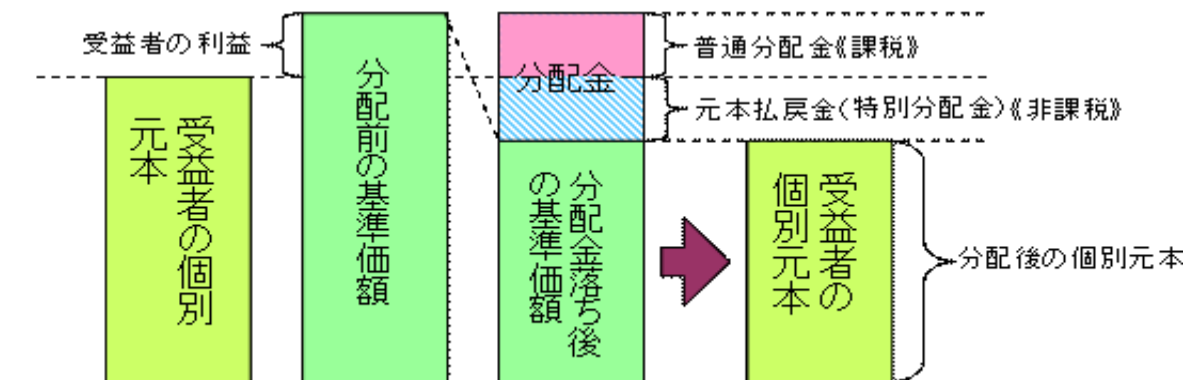 受益者の利益
受益者の個別
元本
分配前の基準価額
分配金
分配金落ち後
の基準価額
普通分配金《課税》
元本払戻金(特別分配金)《非課税》
受益者の
個別元本
分配後の個別元本